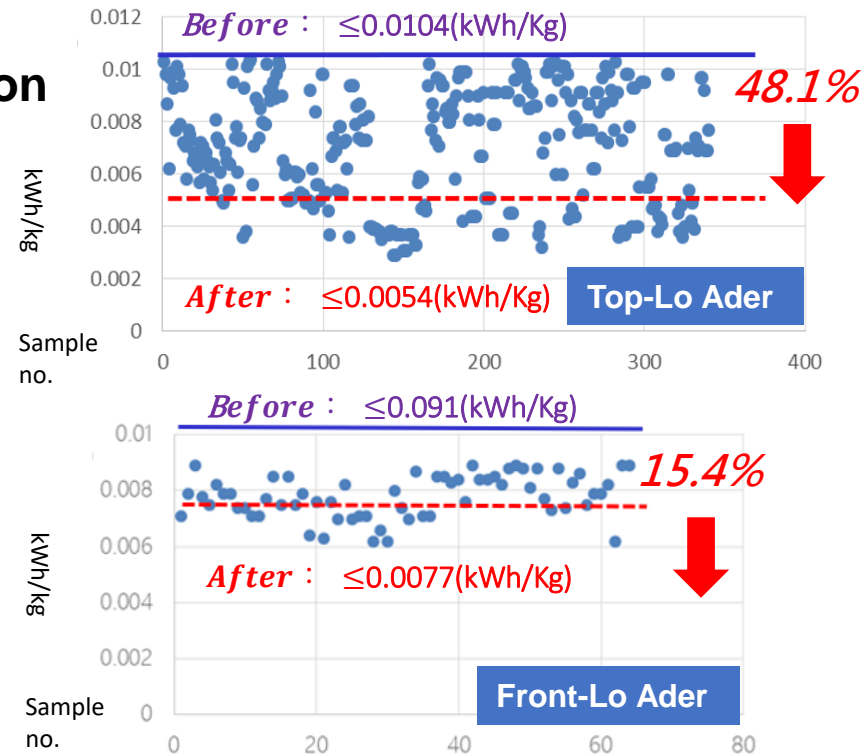 on
0.012
Before： ≤0.0104(kWh/Kg)
0.01
48.1%
0.008
kWh/kg
0.006
0.004
0.002
After： ≤0.0054(kWh/Kg)
Top-Lo Ader
0
Sample no.
0 100 200 300 400
Before： ≤0.091(kWh/Kg)
0.01
15.4%
0.008
kWh/kg
0.006
After： ≤0.0077(kWh/Kg)
0.004
0.002
Front-Lo Ader
Sample no.
0
0 20 40 60 80